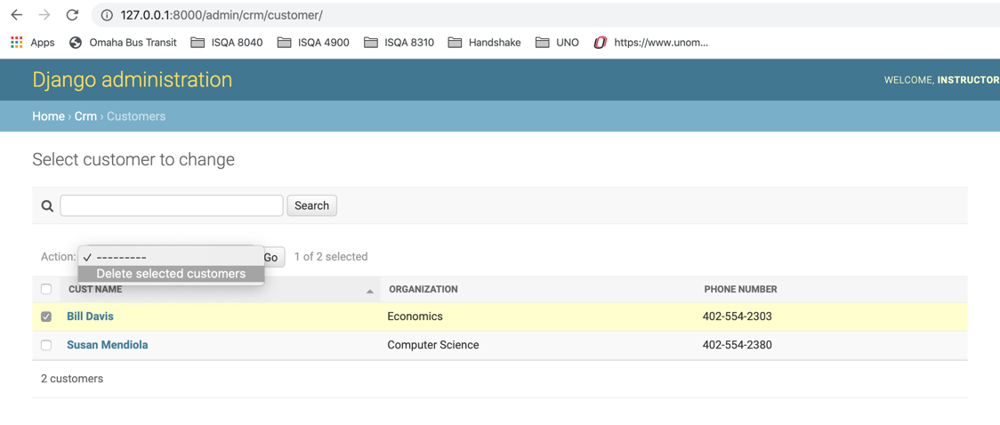 127.0.0.1:8000/admin/crm/customer/
Apps Omaha Bus Transit ISQA 8040 ISQA 4900 ISQA 8310 Handshake UNO https://www.unom...
Django administration WELCOME, INSTRUCTOR
Home › Crm › Customers
Select customer to change
Search
Action: --------- Go 1 of 2 selected
Delete selected customers
CUST NAME ORGANIZATION PHONE NUMBER
Bill Davis Economics 402-554-2303
Susan Mendiola Computer Science 402-554-2380
2 customers